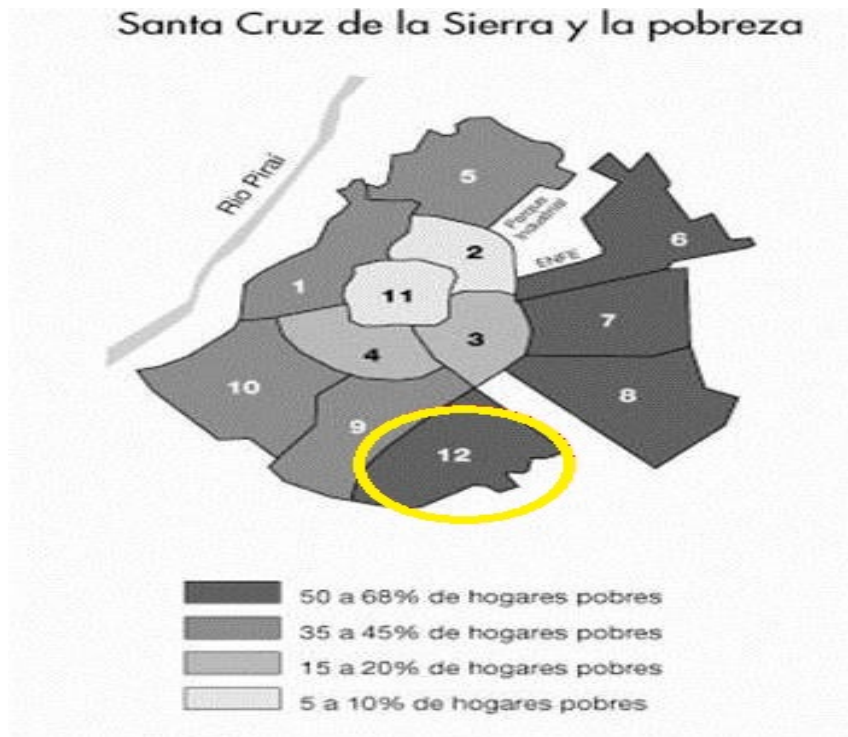 Santa Cruz de la Sierra y la pobreza
Rio Piraí
5
Parque
Industrial
6
2
ENFE
1
11
7
3
4
8
10
9
12
50 a 68% de hogares pobres
35 a 45% de hogares pobres
15 a 20% de hogares pobres
5 a 10% de hogares pobres